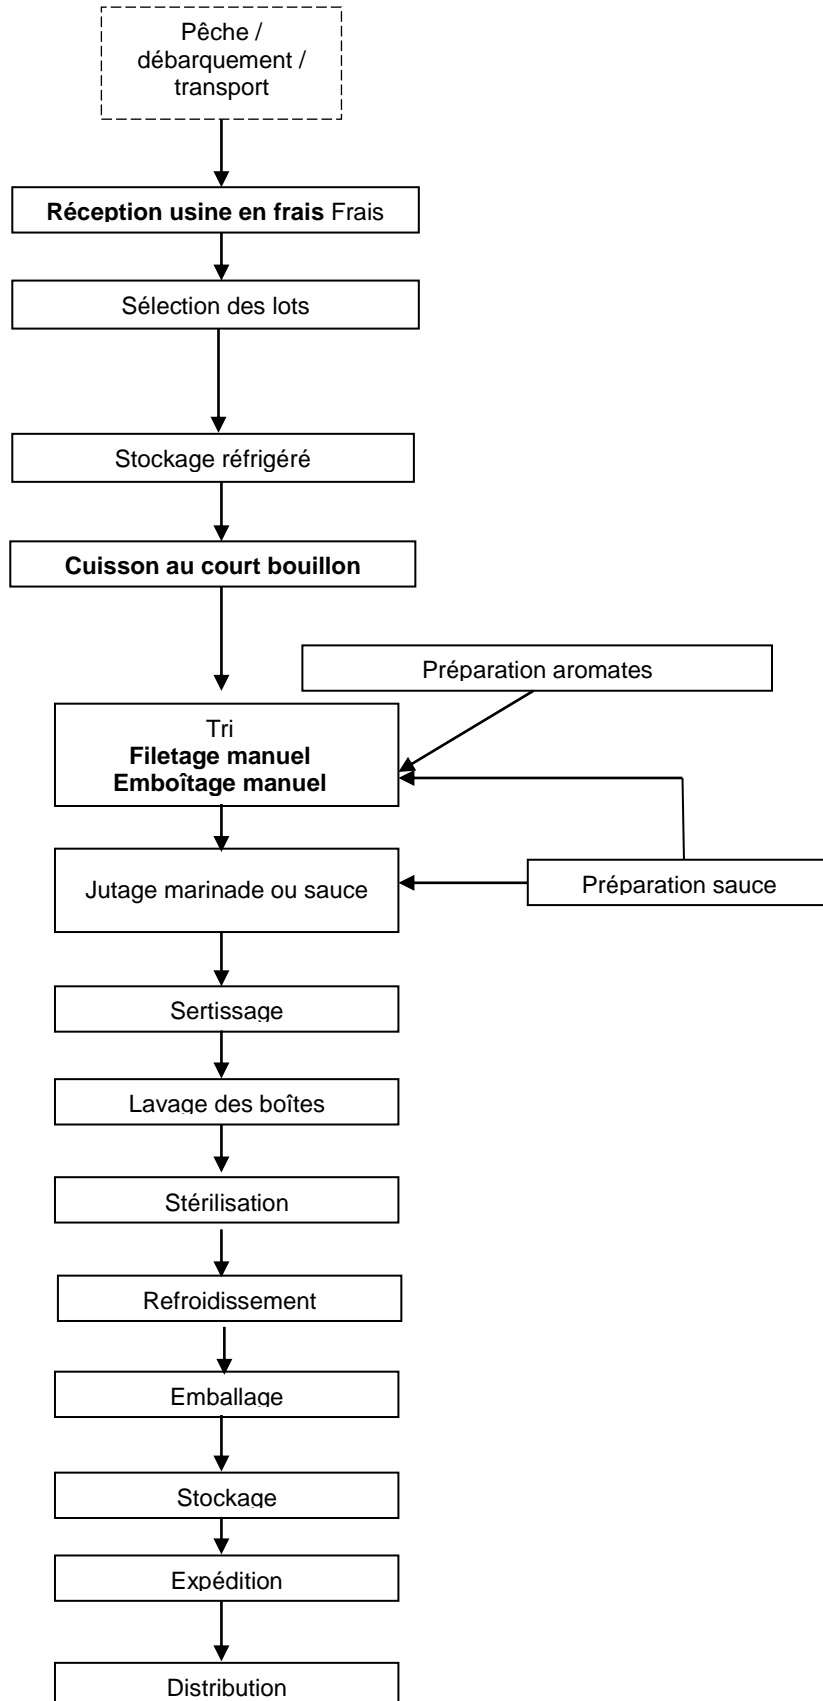 Pêche /
débarquement /
transport
Réception usine en frais Frais
Sélection des lots
Stockage réfrigéré
Cuisson au court bouillon
Préparation aromates
Tri
Filetage manuel
Emboîtage manuel
Jutage marinade ou sauce
Préparation sauce
Sertissage
Lavage des boîtes
Stérilisation
Refroidissement
Emballage
Stockage
Expédition
Distribution